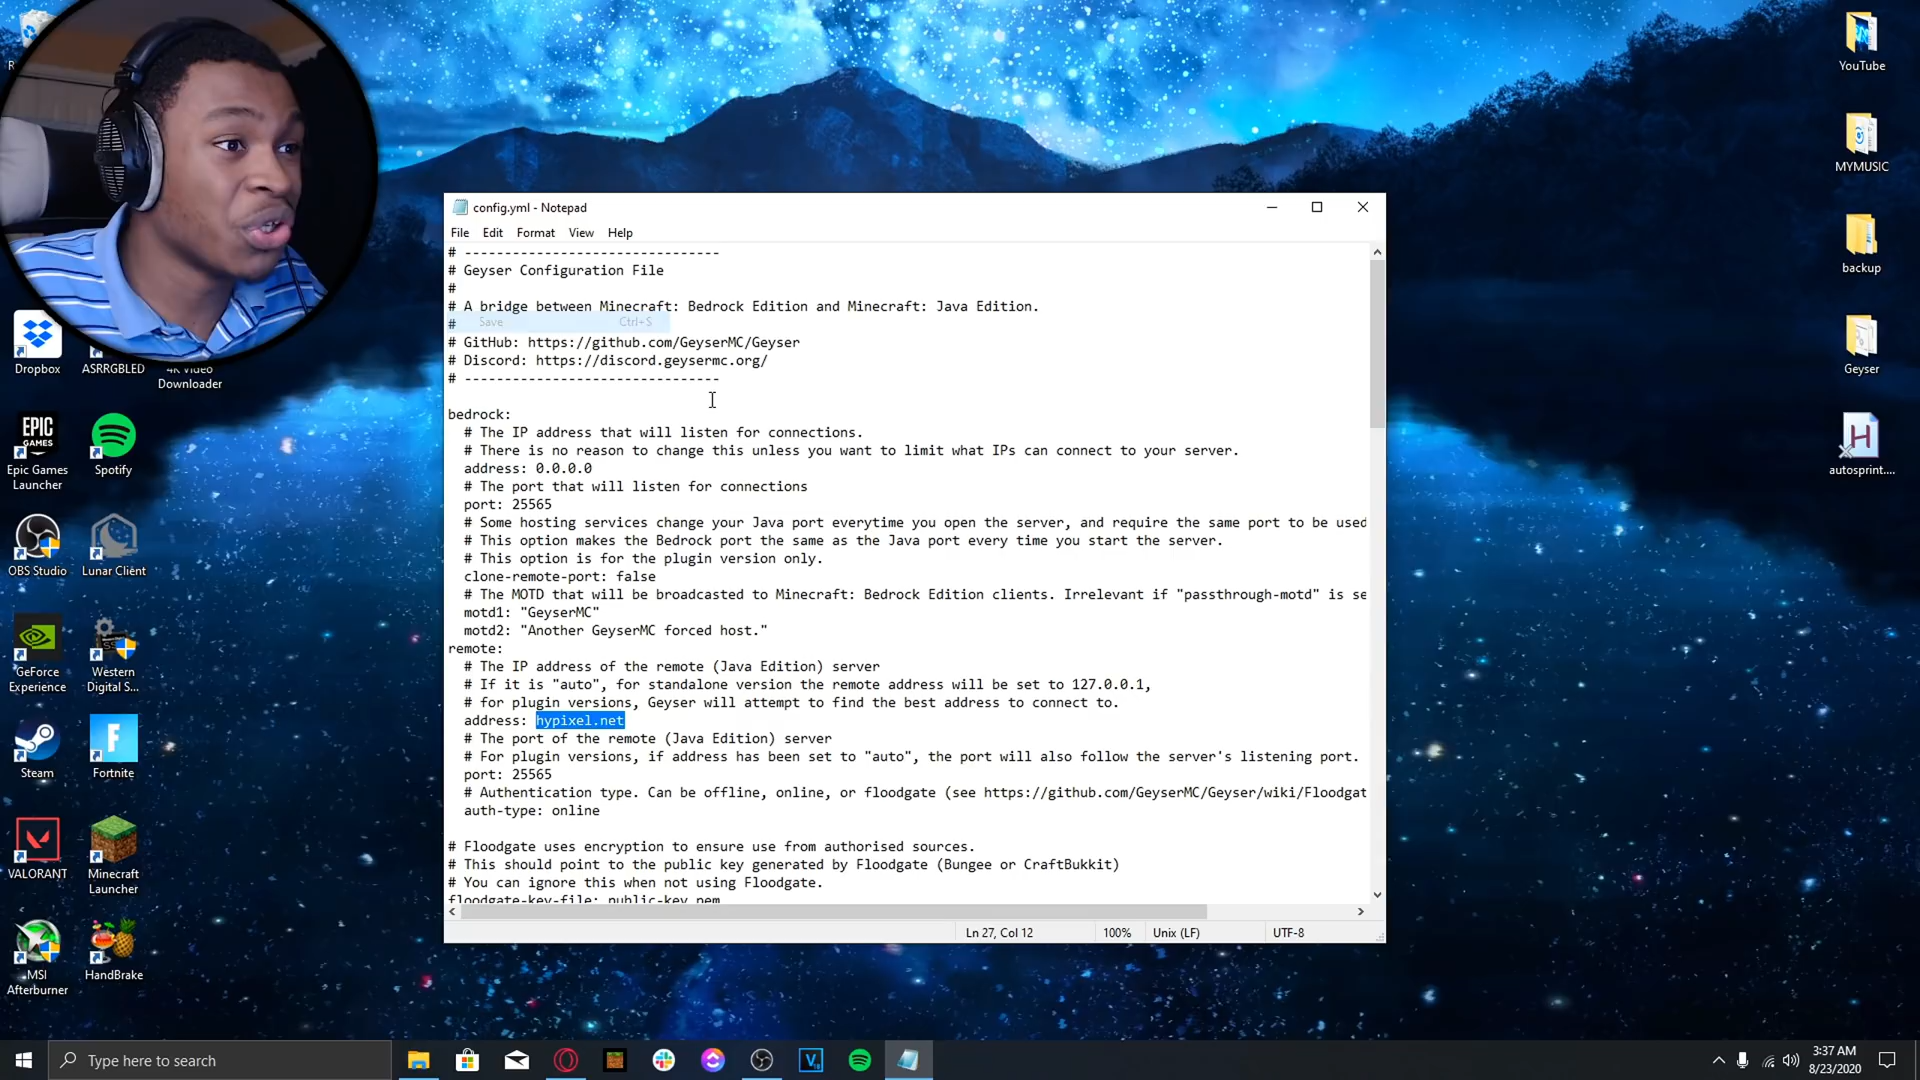 YouTube
MYMUSIC
backup
Geyser
autosprint....
R
Dropbox
ASRRGBLED
4K Video
Downloader
EPIC
GAMES
Epic Games
Launcher
Spotify
OBS Studio
Lunar Client
GeForce
Experience
Western
Digital S...
Steam
Fortnite
VALORANT
Minecraft
Launcher
MSI
Afterburner
HandBrake
config.yml - Notepad
File Edit Format View Help
# --------------------------------
# Geyser Configuration File
#
# A bridge between Minecraft: Bedrock Edition and Minecraft: Java Edition.
# Save Ctrl+S
# GitHub: https://github.com/GeyserMC/Geyser
# Discord: https://discord.geysermc.org/
# --------------------------------
bedrock:
# The IP address that will listen for connections.
# There is no reason to change this unless you want to limit what IPs can connect to your server.
address: 0.0.0.0
# The port that will listen for connections
port: 25565
# Some hosting services change your Java port everytime you open the server, and require the same port to be used
# This option makes the Bedrock port the same as the Java port every time you start the server.
# This option is for the plugin version only.
clone-remote-port: false
# The MOTD that will be broadcasted to Minecraft: Bedrock Edition clients. Irrelevant if "passthrough-motd" is se
motd1: "GeyserMC"
motd2: "Another GeyserMC forced host."
remote:
# The IP address of the remote (Java Edition) server
# If it is "auto", for standalone version the remote address will be set to 127.0.0.1,
# for plugin versions, Geyser will attempt to find the best address to connect to.
address: hypixel.net
# The port of the remote (Java Edition) server
# For plugin versions, if address has been set to "auto", the port will also follow the server's listening port.
port: 25565
# Authentication type. Can be offline, online, or floodgate (see https://github.com/GeyserMC/Geyser/wiki/Floodgat
auth-type: online
# Floodgate uses encryption to ensure use from authorised sources.
# This should point to the public key generated by Floodgate (Bungee or CraftBukkit)
# You can ignore this when not using Floodgate.
floodgate-key-file: public-key.pem
Ln 27, Col 12 100% Unix (LF) UTF-8
Type here to search
3:37 AM
8/23/2020